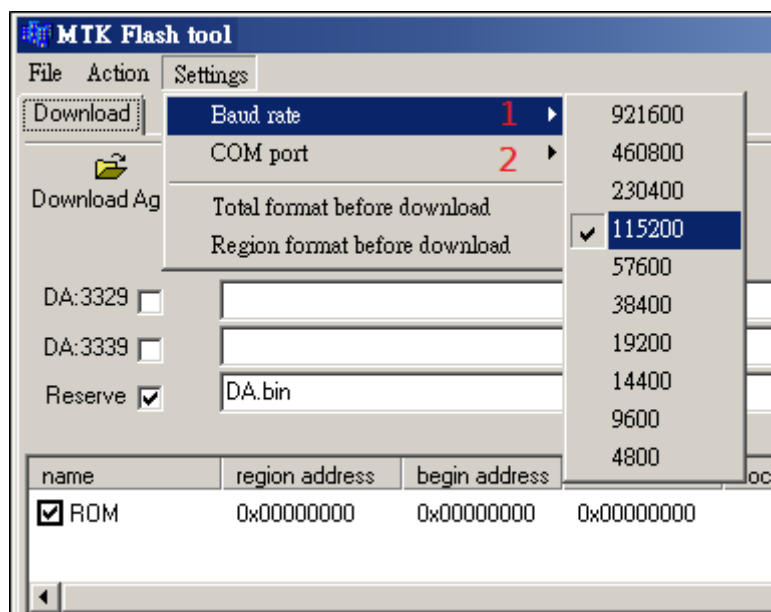 MTK Flash tool
File Action Settings
Download
Download Ag
Baud rate 1
COM port 2
Total format before download
Region format before download
921600
460800
230400
115200
57600
38400
19200
14400
9600
4800
DA:3329
DA:3339
Reserve DA.bin
name region address begin address oc
ROM 0x00000000 0x00000000 0x00000000